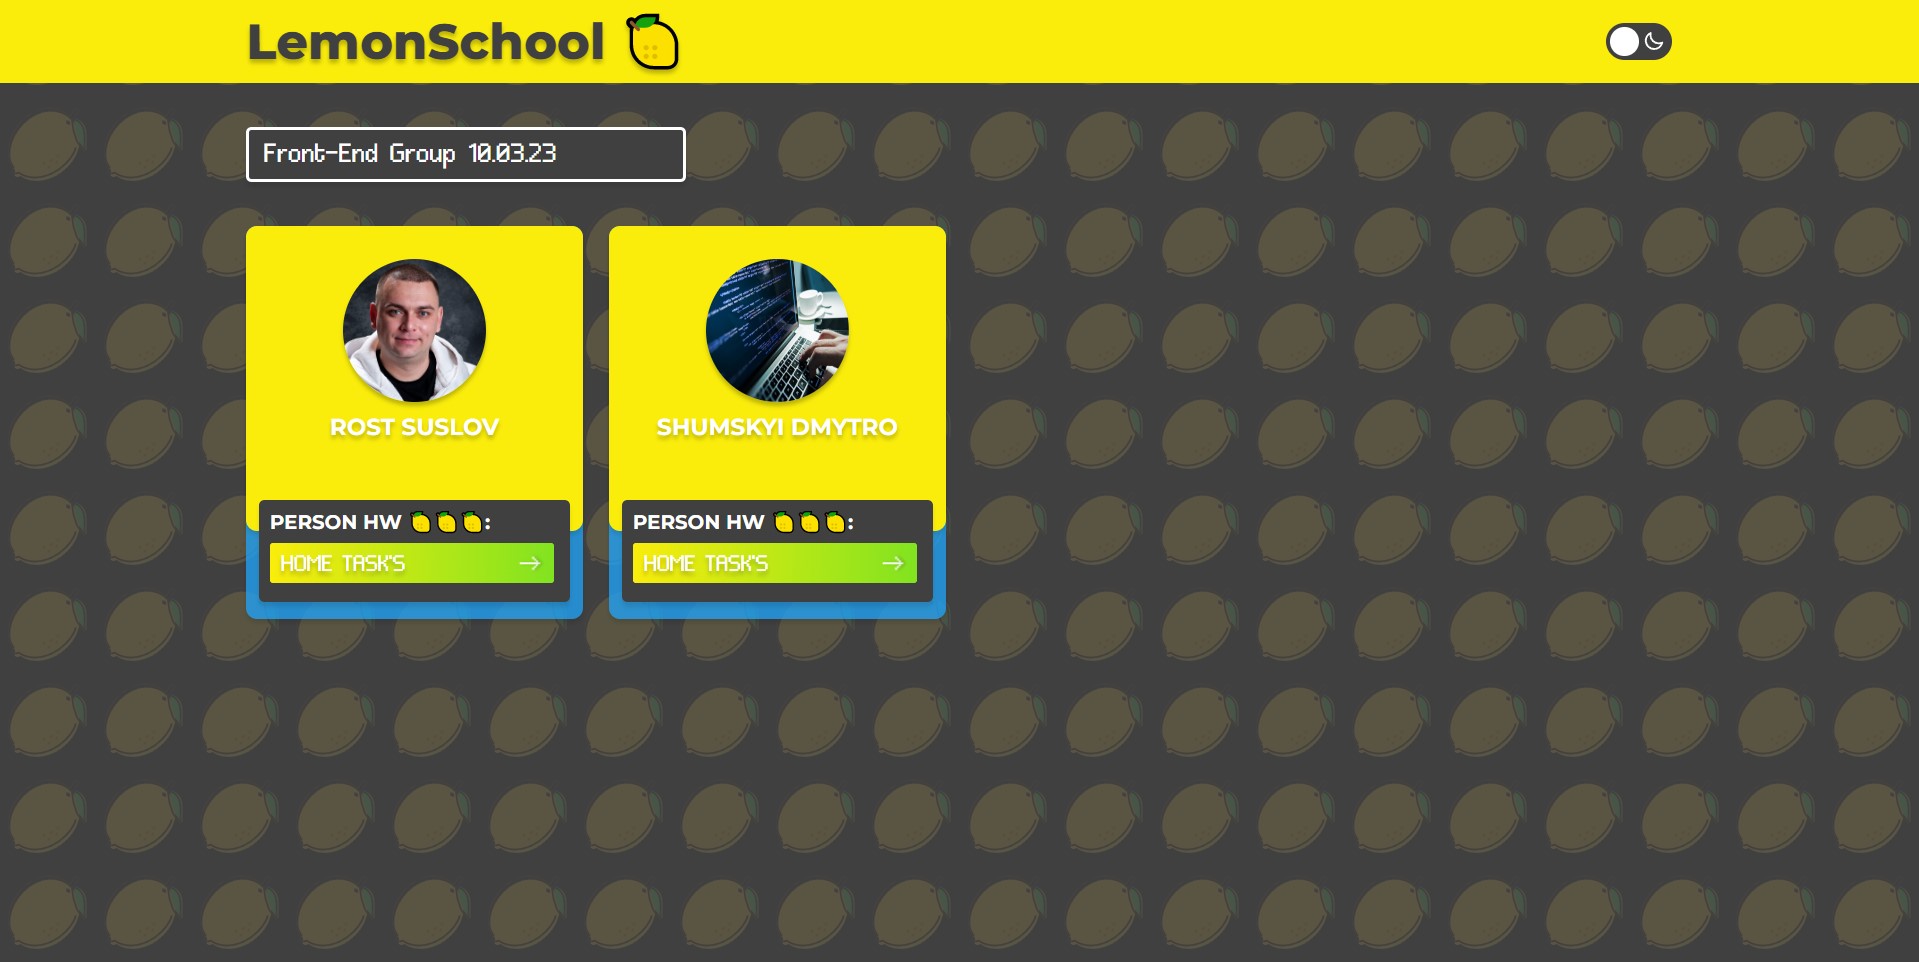 LemonSchool
Front-End Group 10.03.23
ROST SUSLOV
SHUMSKYI DMYTRO
PERSON HW 🍋🍋🍋:
HOME TASK'S →
PERSON HW 🍋🍋🍋:
HOME TASK'S →